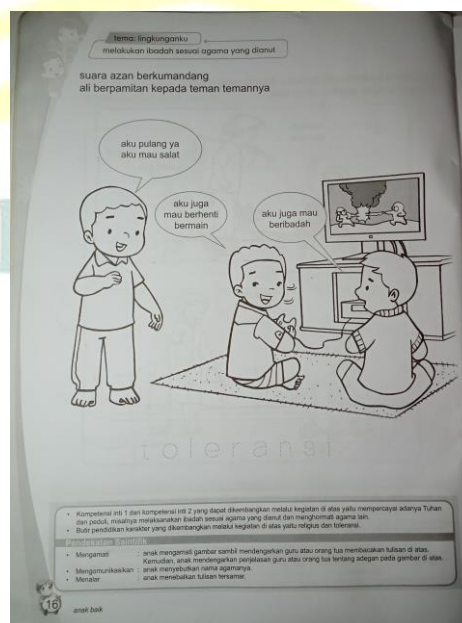 tema: lingkunganku
melakukan ibadah sesuai agama yang dianut
suara azan berkumandang
ali berpamitan kepada teman temannya
aku pulang ya
aku mau salat
aku juga
mau berhenti
bermain
aku juga mau
beribadah
toleransi
• Kompetensi inti 1 dan kompetensi inti 2 yang dapat dikembangkan melalui kegiatan di atas yaitu mempercayai adanya Tuhan
dan peduli, misalnya melaksanakan ibadah sesuai agama yang dianut dan menghormati agama lain.
• Butir pendidikan karakter yang dikembangkan melalui kegiatan di atas yaitu religius dan toleransi.
Pendekatan Saintifik
• Mengamati : anak mengamati gambar sambil mendengarkan guru atau orang tua membacakan tulisan di atas.
Kemudian, anak mendengarkan penjelasan guru atau orang tua tentang adegan pada gambar di atas.
• Mengomunikasikan : anak menyebutkan nama agamanya.
• Menalar : anak menebalkan tulisan tersamar.
16
anak baik